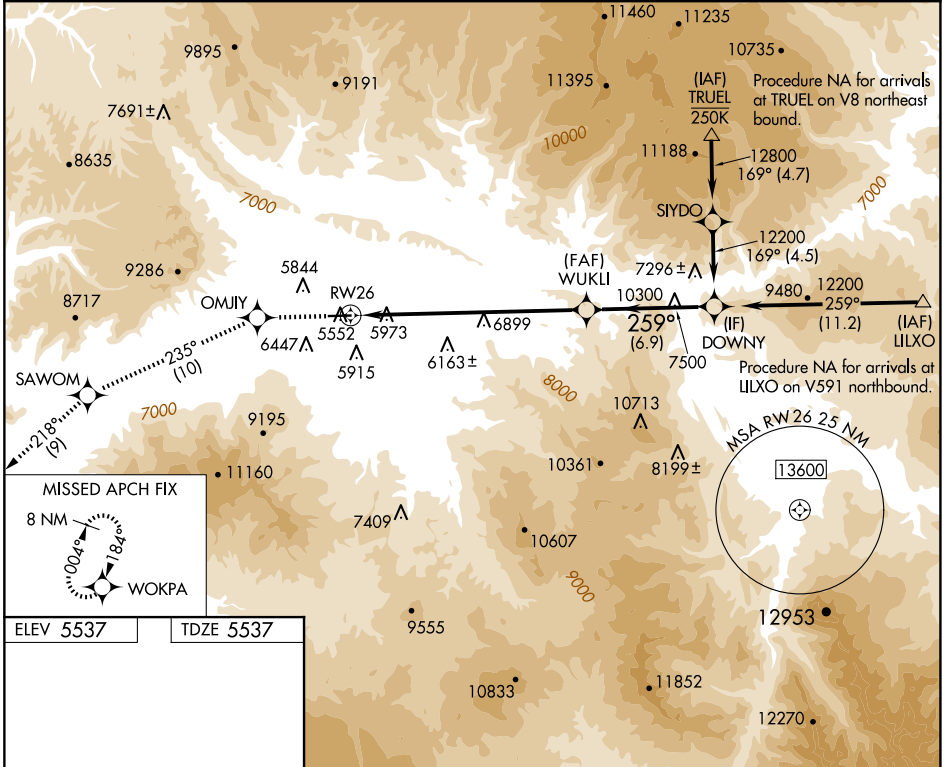 11460
11235
9895
10735
9191
11395
(IAF)
TRUEL
250K
Procedure NA for arrivals
at TRUEL on V8 northeast
bound.
7691±
10000
8635
11188
12800
169° (4.7)
7000
7000
SIYDO
12200
169° (4.5)
9286
5844
(FAF)
WUKLI
7296±
8717
OMJIY
RW26
10300
9480
12200
259°
(11.2)
5552
5973
6899
259°
(6.9)
(IF)
DOWNY
(IAF)
LILXO
6447
5915
6163±
7500
235°
(10)
Procedure NA for arrivals at
LILXO on V591 northbound.
SAWOM
8000
7000
218°
(9)
9195
10713
MSA RW26 25 NM
11160
10361
8199±
13600
MISSED APCH FIX
8 NM
004°
184°
WOKPA
7409
10607
9000
ELEV 5537
TDZE 5537
9555
12953
10833
11852
12270